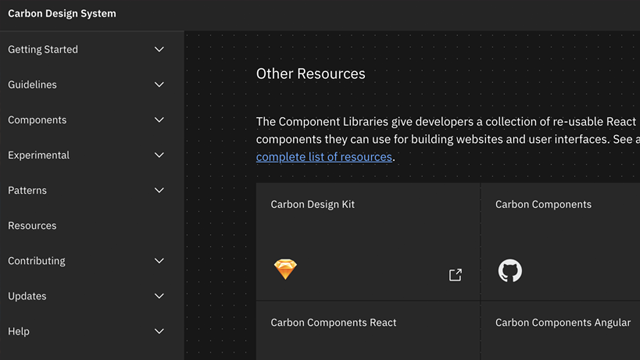 Carbon Design System
Getting Started
Guidelines
Components
Experimental
Patterns
Resources
Contributing
Updates
Help
Other Resources
The Component Libraries give developers a collection of re-usable React
components they can use for building websites and user interfaces. See a
complete list of resources.
Carbon Design Kit
Carbon Components
Carbon Components React
Carbon Components Angular